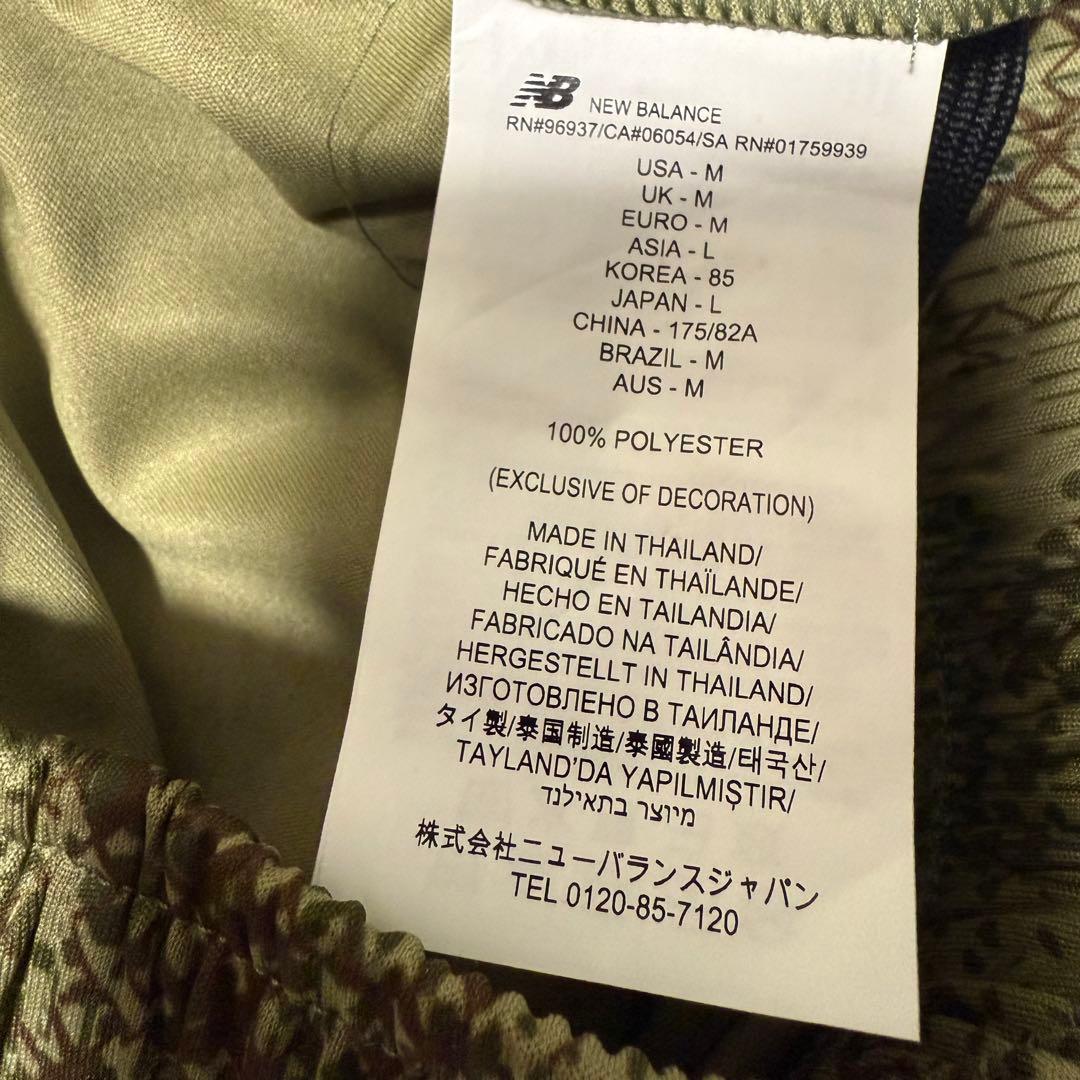 NB NEW BALANCE
RN#96937/CA#06054/SA RN#01759939
USA - M
UK - M
EURO - M
ASIA - L
KOREA - 85
JAPAN - L
CHINA - 175/82A
BRAZIL - M
AUS - M
100% POLYESTER
(EXCLUSIVE OF DECORATION)
MADE IN THAILAND/
FABRIQUÉ EN THAÏLANDE/
HECHO EN TAILANDIA/
FABRICADO NA TAILÂNDIA/
HERGESTELLT IN THAILAND/
ИЗГОТОВЛЕНО В ТАИЛАНДЕ/
タイ製/泰国制造/泰國製造/태국산/
TAYLAND'DA YAPILMIŞTIR/
מיוצר בתאילנד
株式会社ニューバランスジャパン
TEL 0120-85-7120